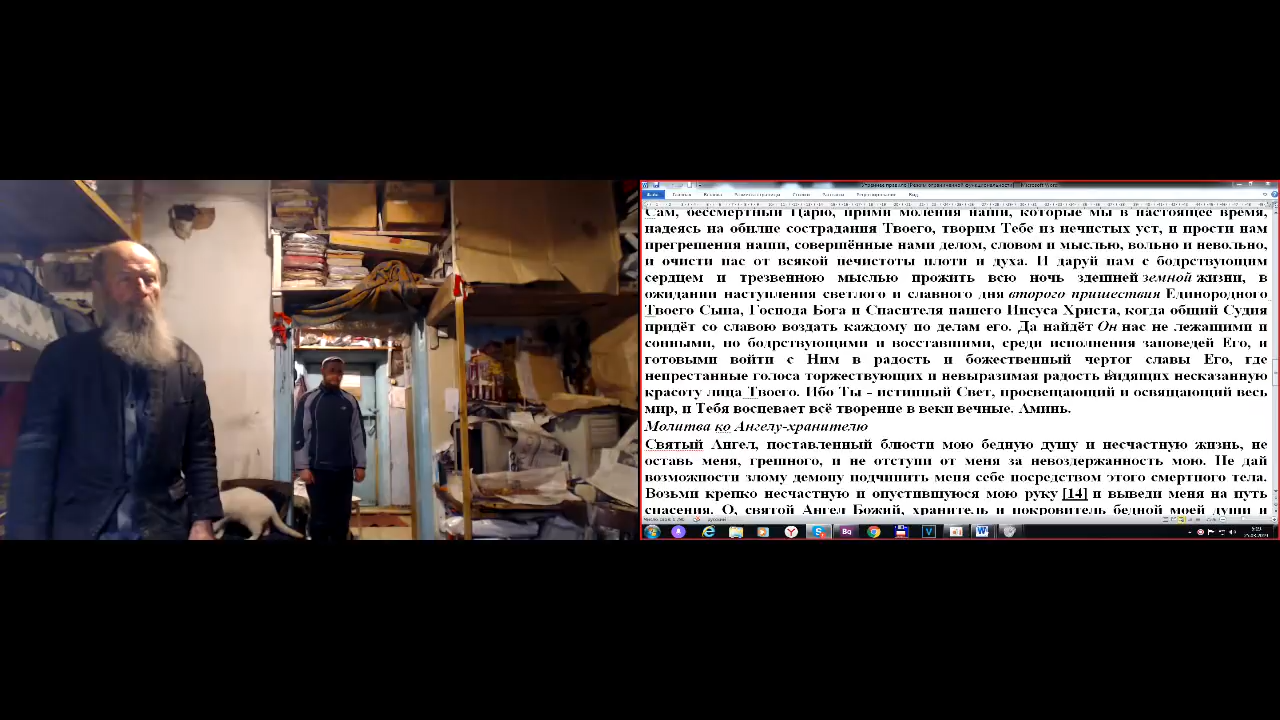 Сам, бессмертный Царю, прими моления наши, которые мы в настоящее время,
надеясь на обилие сострадания Твоего, творим Тебе из нечистых уст, и прости нам
прегрешения наши, совершённые нами делом, словом и мыслью, вольно и невольно,
и очисти нас от всякой нечистоты плоти и духа. И даруй нам с бодрствующим
сердцем и трезвенною мыслью прожить всю ночь здешней земной жизни, в
ожидании наступления светлого и славного дня второго пришествия Единородного
Твоего Сына, Господа Бога и Спасителя нашего Иисуса Христа, когда общий Судия
придёт со славою воздать каждому по делам его. Да найдёт Он нас не лежащими и
сонными, но бодрствующими и восставшими, среди исполнения заповедей Его, и
готовыми войти с Ним в радость и божественный чертог славы Его, где
непрестанные голоса торжествующих и невыразимая радость видящих несказанную
красоту лица Твоего. Ибо Ты - истинный Свет, просвещающий и освящающий весь
мир, и Тебя воспевает всё творение в веки вечные. Аминь.
Молитва ко Ангелу-хранителю
Святый Ангел, поставленный блюсти мою бедную душу и несчастную жизнь, не
оставь меня, грешного, и не отступи от меня за невоздержанность мою. Не дай
возможности злому демону подчинить меня себе посредством этого смертного тела.
Возьми крепко несчастную и опустившуюся мою руку [14] и выведи меня на путь
спасения. О, святой Ангел Божий, хранитель и покровитель бедной моей души и